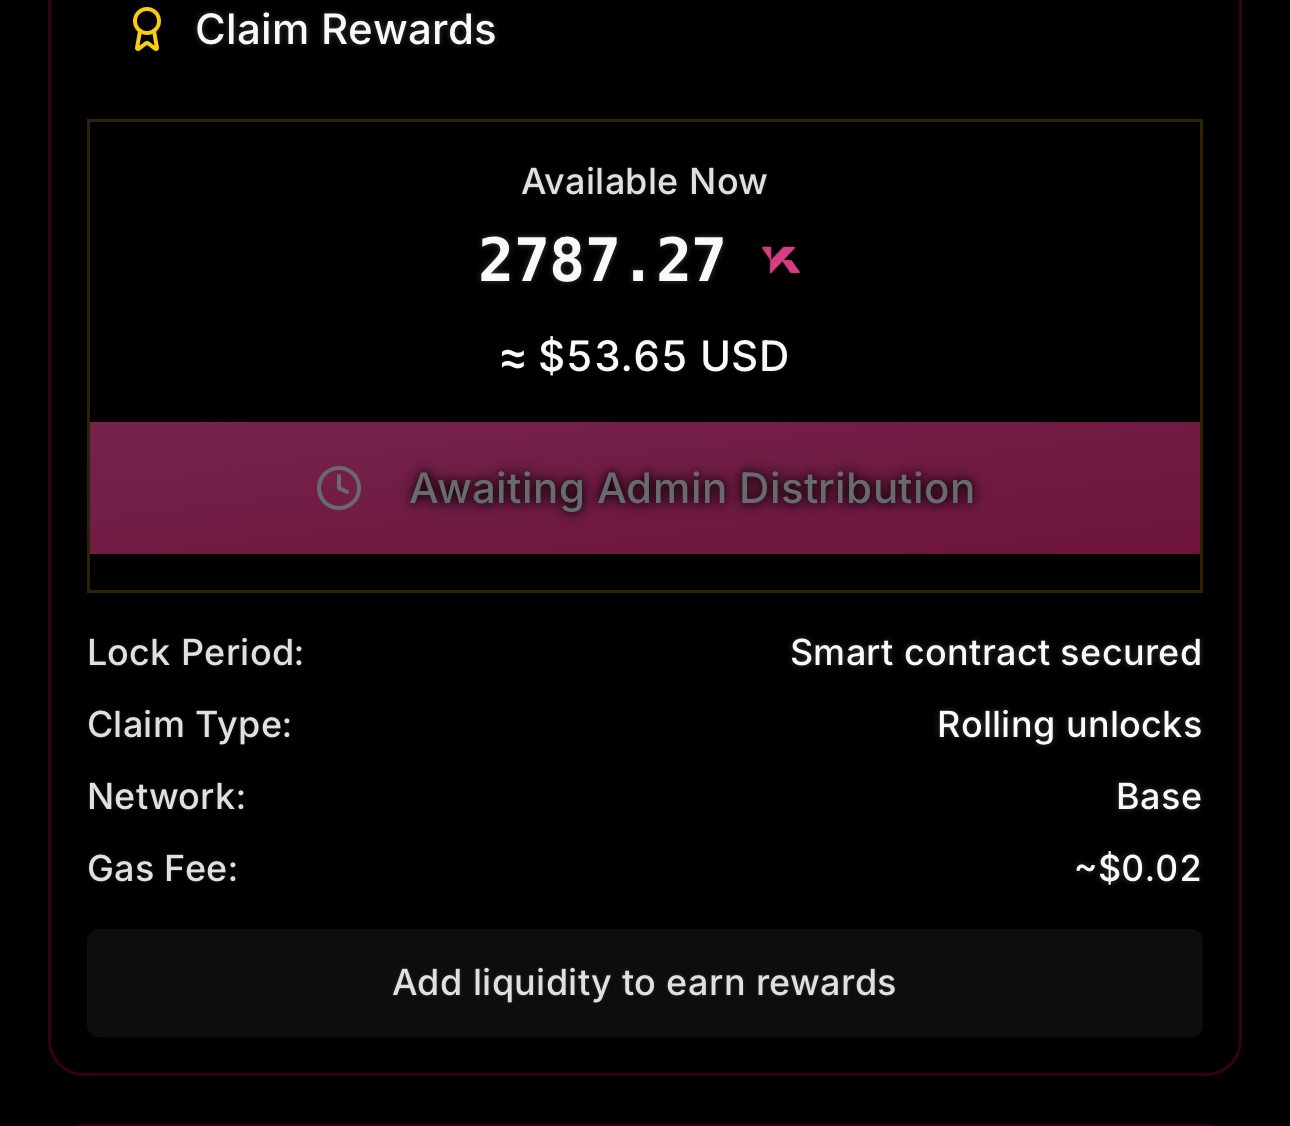 Claim Rewards
Available Now
2787.27
≈ $53.65 USD
Awaiting Admin Distribution
Lock Period: Smart contract secured
Claim Type: Rolling unlocks
Network: Base
Gas Fee: ~$0.02
Add liquidity to earn rewards